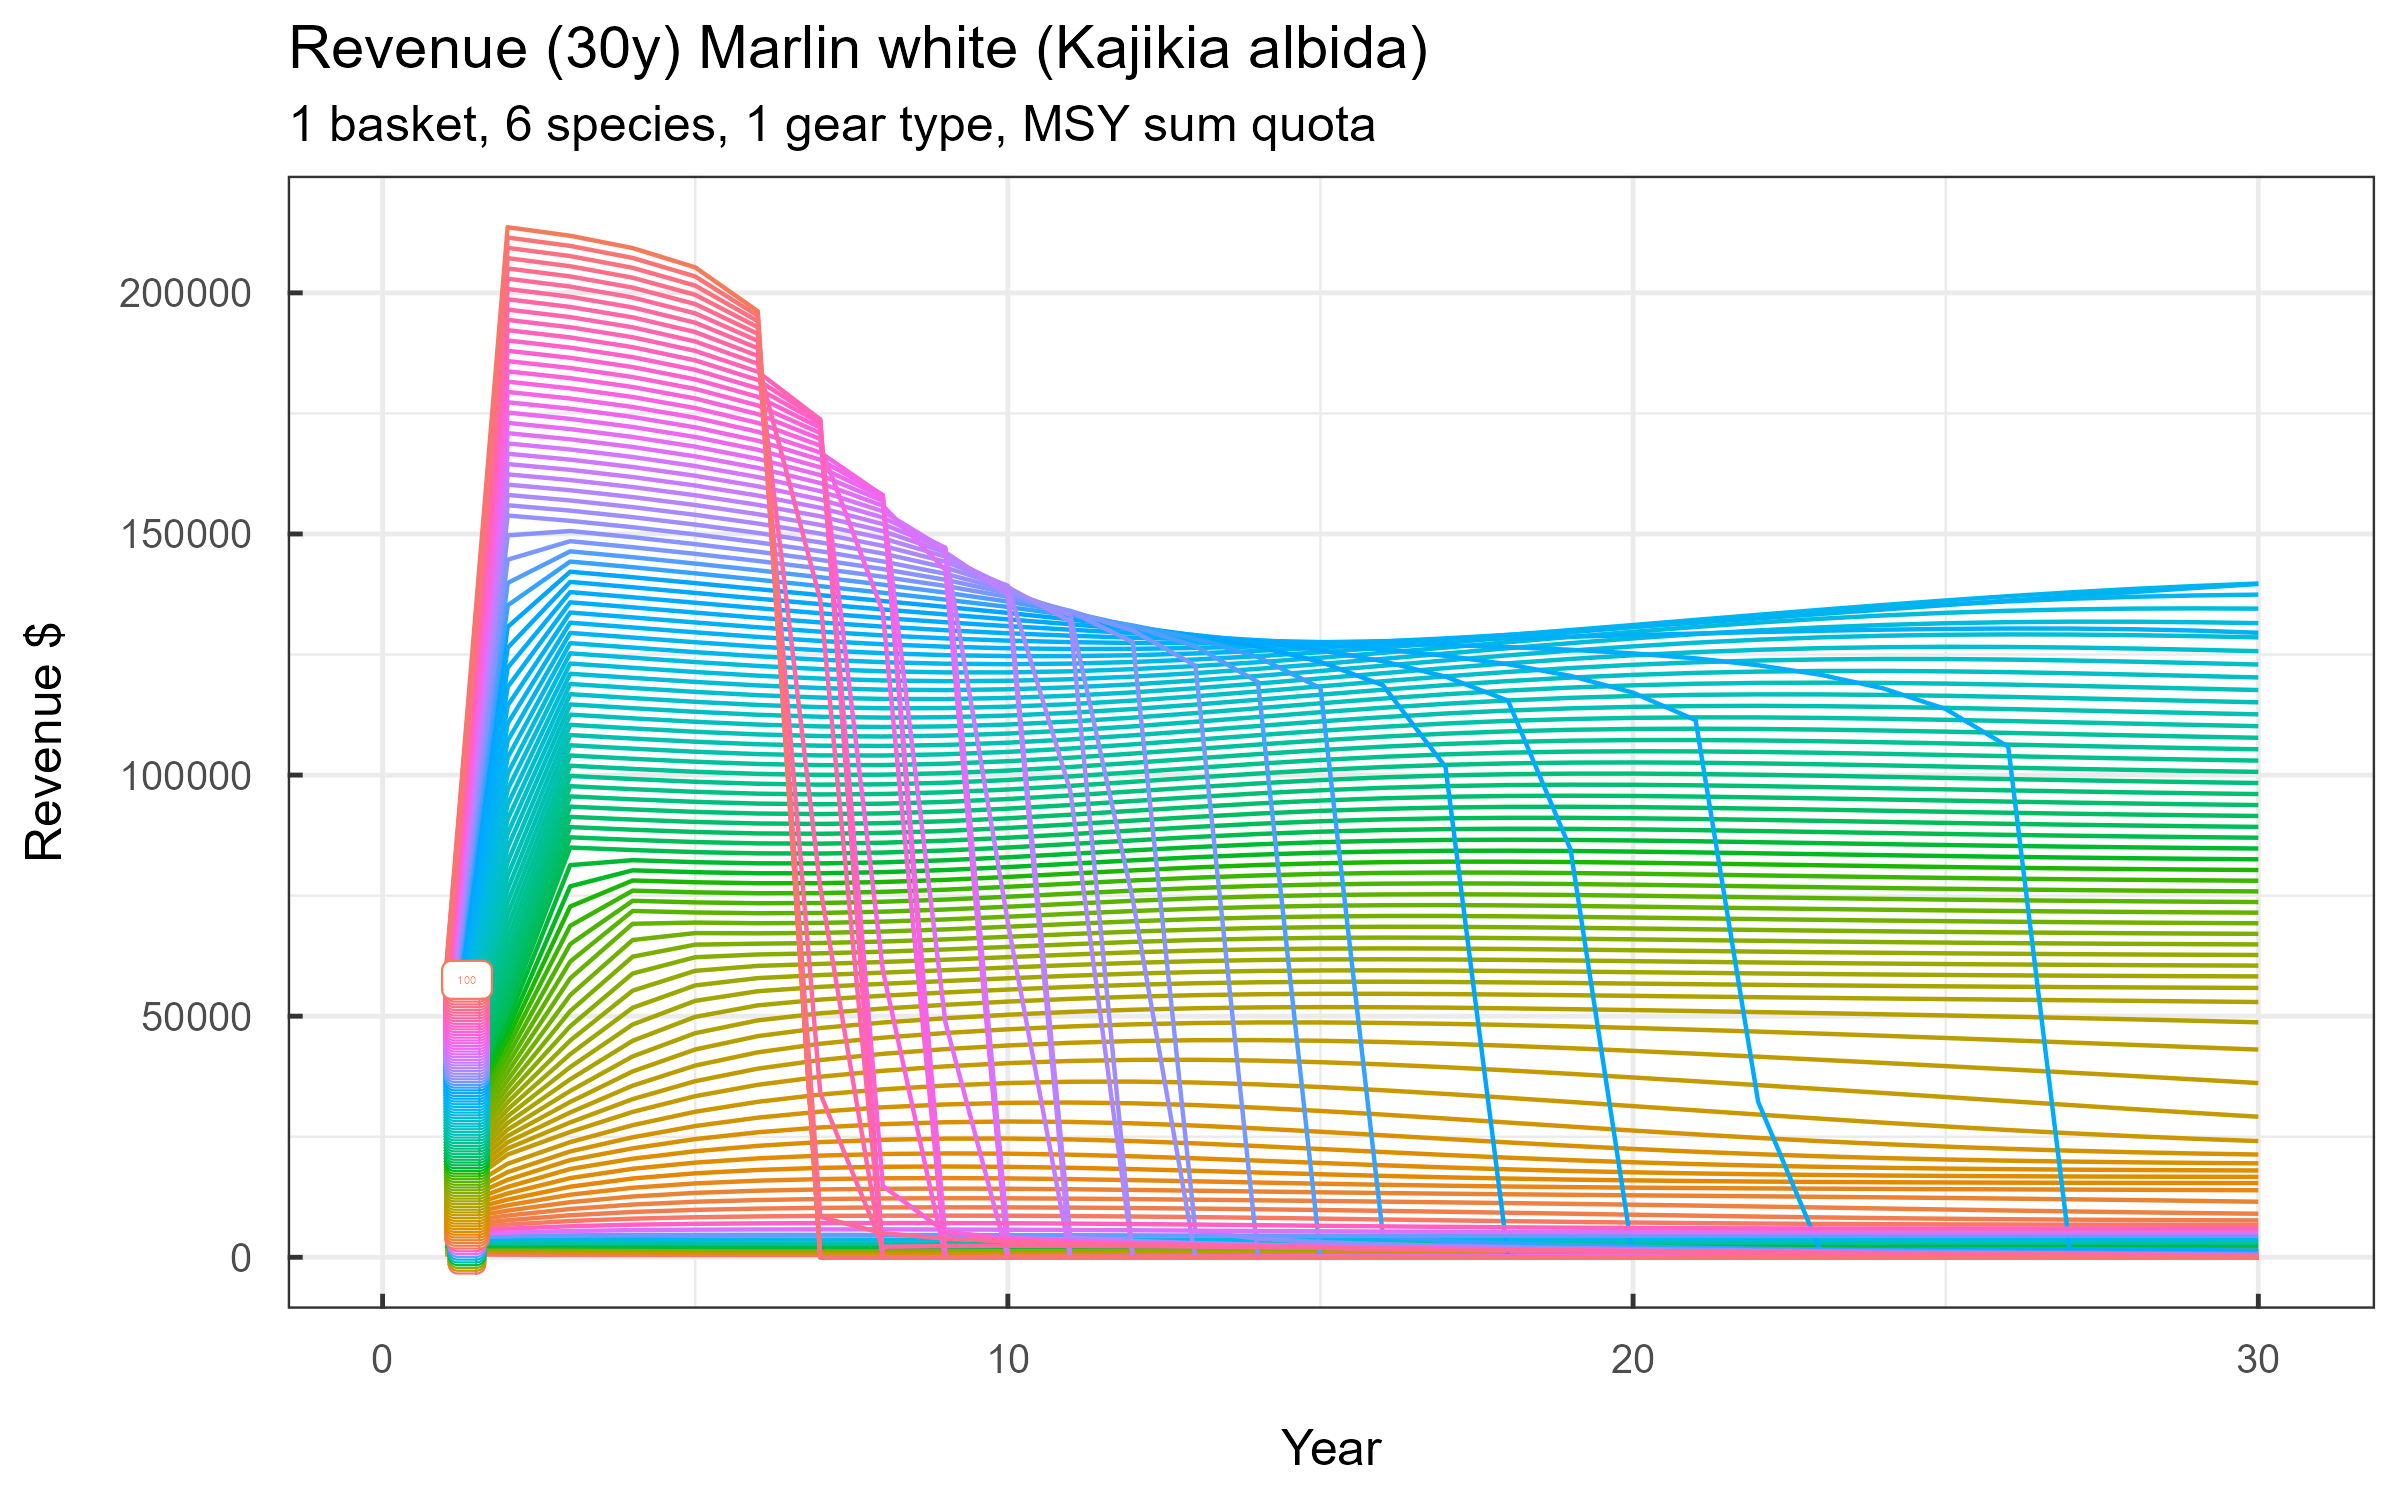 Revenue (30y) Marlin white (Kajikia albida)
1 basket, 6 species, 1 gear type, MSY sum quota
Revenue $
200000
150000
100000
50000
0
100
0 10 20 30
Year